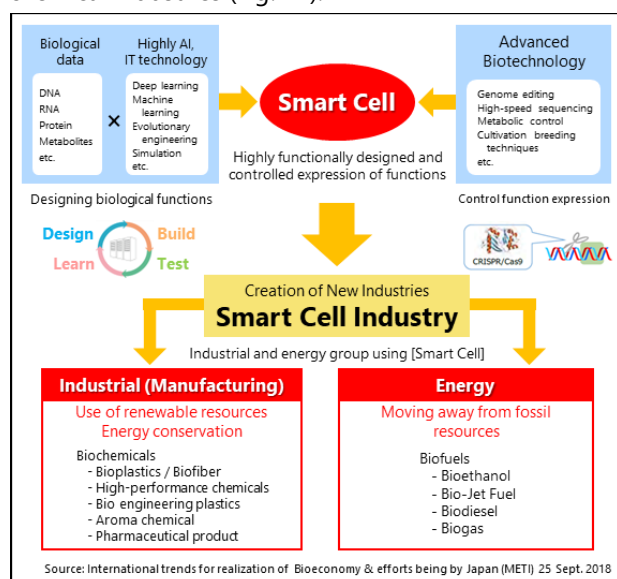 Biological
data
DNA
RNA
Protein
Metabolites
etc.
×
Highly AI,
IT technology
Deep learning
Machine
learning
Evolutionary
engineering
Simulation
etc.
Designing biological functions
Smart Cell
Highly functionally designed and
controlled expression of functions
Advanced
Biotechnology
Genome editing
High-speed sequencing
Metabolic control
Cultivation breeding
techniques
etc.
Control function expression
Design
Build
Learn
Test
CRISPR/Cas9
Creation of New Industries
Smart Cell Industry
Industrial and energy group using [Smart Cell]
Industrial (Manufacturing)
Use of renewable resources
Energy conservation
Biochemicals
- Bioplastics / Biofiber
- High-performance chemicals
- Bio engineering plastics
- Aroma chemical
- Pharmaceutical product
Energy
Moving away from fossil
resources
Biofuels
- Bioethanol
- Bio-Jet Fuel
- Biodiesel
- Biogas
Source: International trends for realization of Bioeconomy & efforts being by Japan (METI) 25 Sept. 2018